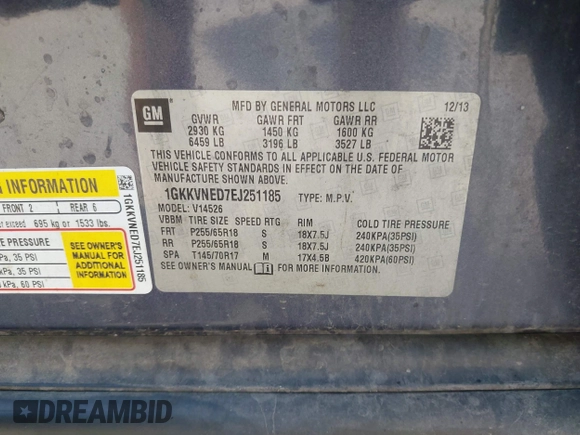 GM
MFD BY GENERAL MOTORS LLC 12/13
GVWR GAWR FRT GAWR RR
2930 KG 1450 KG 1600 KG
6459 LB 3196 LB 3527 LB
THIS VEHICLE CONFORMS TO ALL APPLICABLE U.S. FEDERAL MOTOR
VEHICLE SAFETY STANDARDS IN EFFECT ON THE DATE OF
MANUFACTURE SHOWN ABOVE.
1GKKVNED7EJ251185 TYPE: M.P.V.
MODEL: V14526
VBBM TIRE SIZE SPEED RTG RIM COLD TIRE PRESSURE
FRT P255/65R18 S 18X7.5J 240KPA(35PSI)
RR P255/65R18 S 18X7.5J 240KPA(35PSI)
SPA T145/70R17 M 17X4.5B 420KPA(60PSI)
SEE OWNER'S MANUAL FOR MORE INFORMATION.
INFORMATION
FRONT 2 REAR 6
exceed 695 kg or 1533 lbs.
E PRESSURE
SEE OWNER'S
MANUAL FOR
ADDITIONAL
INFORMATION
Pa, 35 PSI
Pa, 35 PSI
Pa, 60 PSI
1GKKVNED7EJ251185
DREAMBID